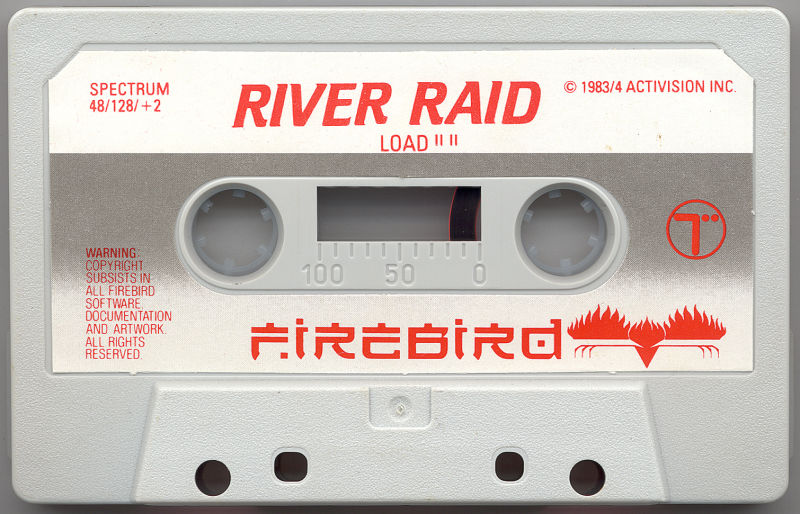 SPECTRUM
48/128/+2
RIVER RAID
© 1983/4 ACTIVISION INC.
LOAD " "
WARNING:
COPYRIGHT
SUBSISTS IN
ALL FIREBIRD
SOFTWARE,
DOCUMENTATION
AND ARTWORK.
ALL RIGHTS
RESERVED.
100 50 0
FIREBIRD